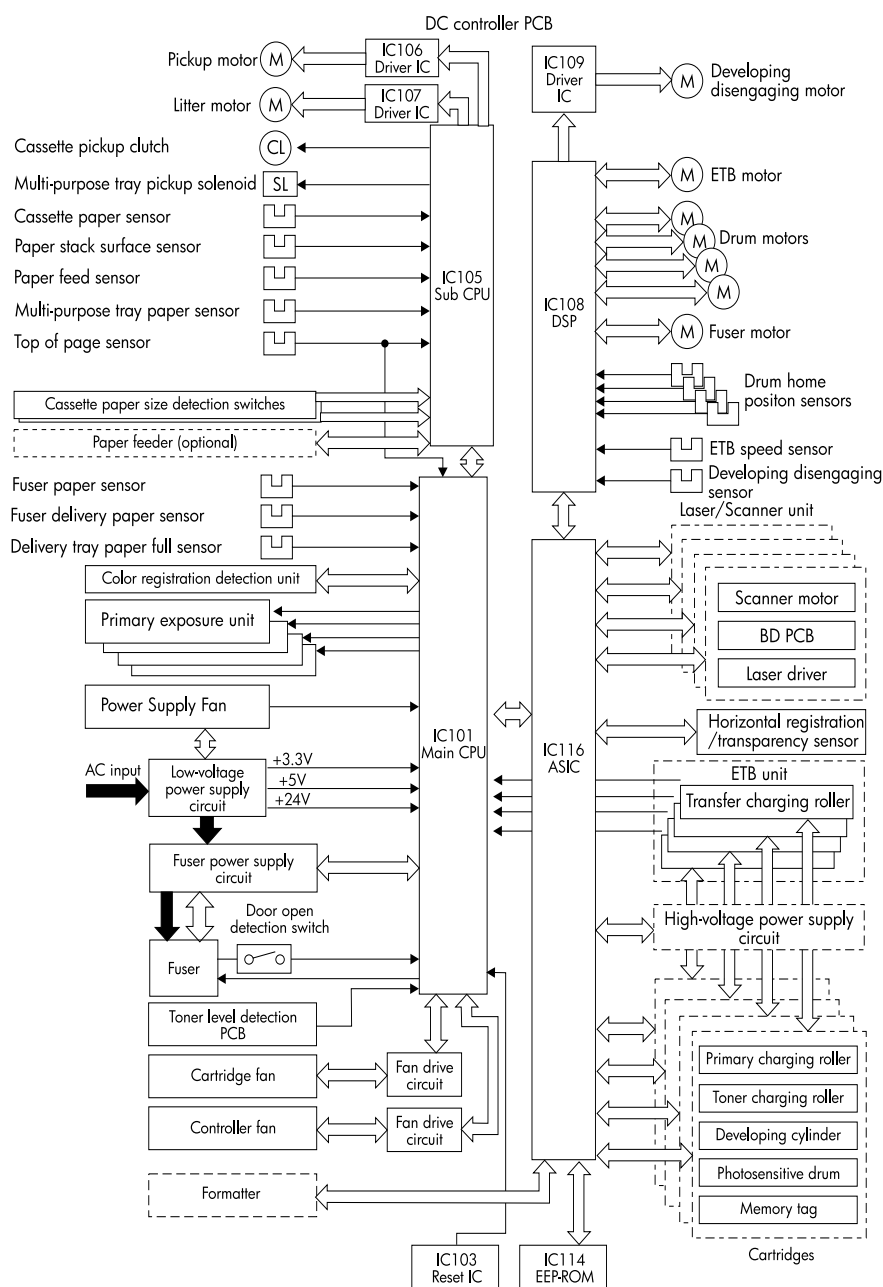 DC controller PCB
Pickup motor
M
IC106
Driver IC
Litter motor
M
IC107
Driver IC
Cassette pickup clutch
CL
Multi-purpose tray pickup solenoid
SL
Cassette paper sensor
Paper stack surface sensor
Paper feed sensor
Multi-purpose tray paper sensor
Top of page sensor
IC105
Sub CPU
Cassette paper size detection switches
Paper feeder (optional)
Fuser paper sensor
Fuser delivery paper sensor
Delivery tray paper full sensor
Color registration detection unit
Primary exposure unit
Power Supply Fan
AC input
Low-voltage
power supply
circuit
+3.3V
+5V
+24V
IC101
Main CPU
Fuser power supply
circuit
Door open
detection switch
Fuser
Toner level detection
PCB
Cartridge fan
Fan drive
circuit
Controller fan
Fan drive
circuit
Formatter
IC103
Reset IC
IC109
Driver
IC
M
Developing
disengaging motor
M
ETB motor
M
M
M
M
Drum motors
IC108
DSP
M
Fuser motor
Drum home
positon sensors
ETB speed sensor
Developing disengaging
sensor
Laser/Scanner unit
Scanner motor
BD PCB
Laser driver
IC116
ASIC
Horizontal registration
/transparency sensor
ETB unit
Transfer charging roller
High-voltage power supply
circuit
Primary charging roller
Toner charging roller
Developing cylinder
Photosensitive drum
Memory tag
Cartridges
IC114
EEP-ROM